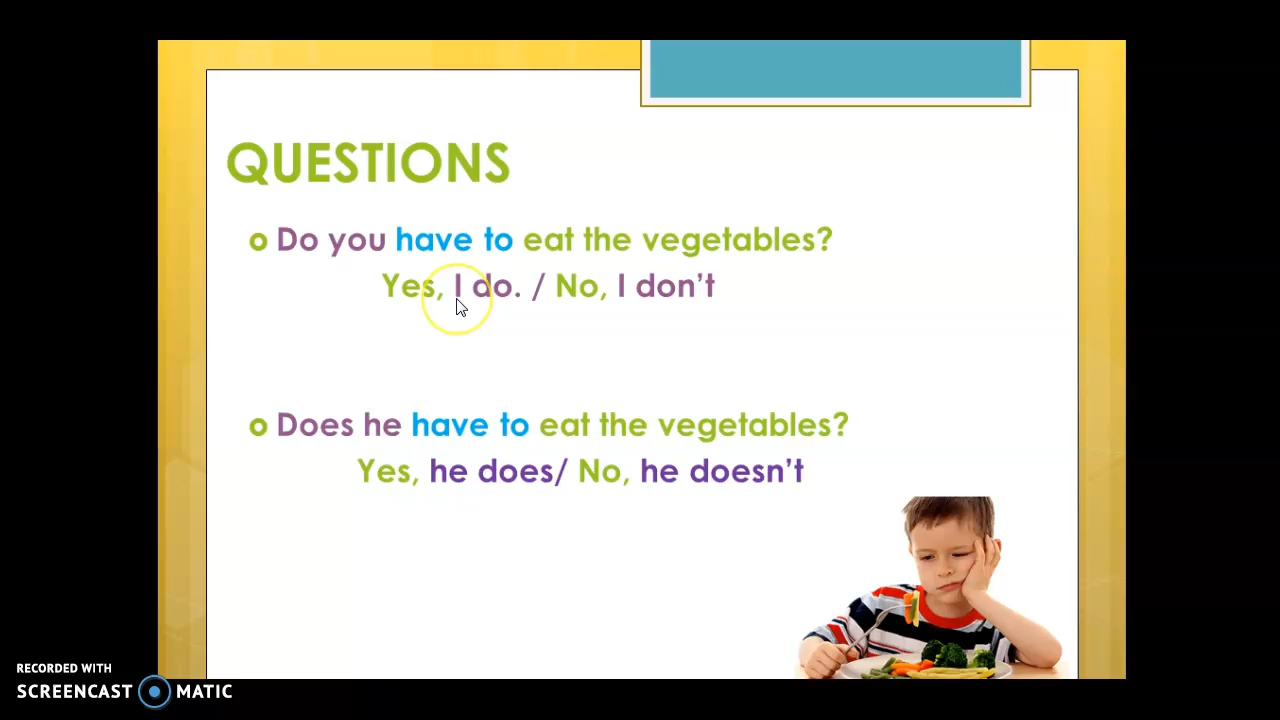 QUESTIONS
Do you have to eat the vegetables?
Yes, I do. / No, I don't
Does he have to eat the vegetables?
Yes, he does/ No, he doesn't
RECORDED WITH
SCREENCAST MATIC